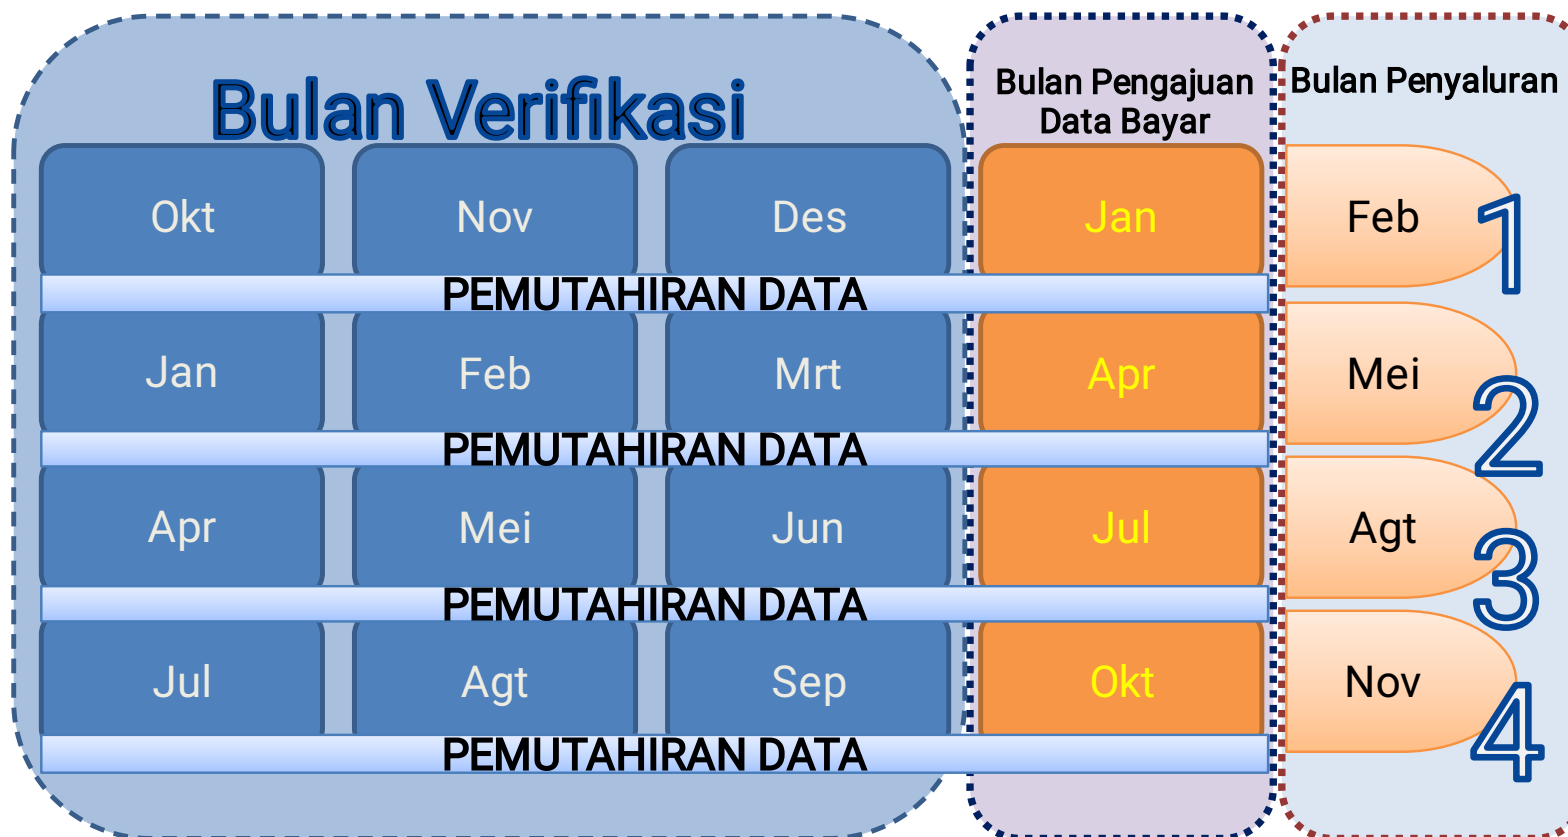 Bulan Verifikasi
Bulan Pengajuan
Data Bayar
Bulan Penyaluran
Okt Nov Des Jan Feb 1
PEMUTAHIRAN DATA
Jan Feb Mrt Apr Mei 2
PEMUTAHIRAN DATA
Apr Mei Jun Jul Agt 3
PEMUTAHIRAN DATA
Jul Agt Sep Okt Nov 4
PEMUTAHIRAN DATA